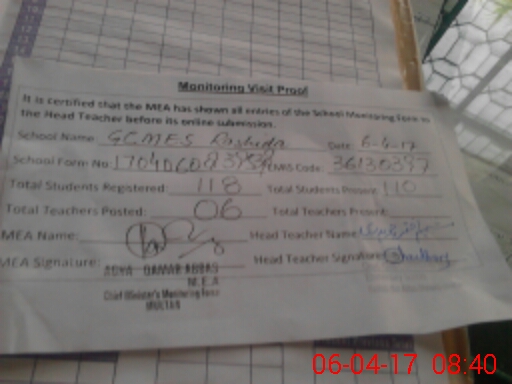 Monitoring Visit Proof
It is certified that the MEA has shown all entries of the School Monitoring Form to
the Head Teacher before its online submission.
School Name: GCMES Date: 6-4-17
School Form No: EMIS Code: 36130397
Total Students Registered: 118 Total Students Present: 110
Total Teachers Posted: 06 Total Teachers Present:
MEA Name: Head Teacher Name:
MEA Signature: Head Teacher Signature:
QAMAR ABBAS
M.E.A
Chief Minister's Monitoring Force
MULTAN
06-04-17 08:40